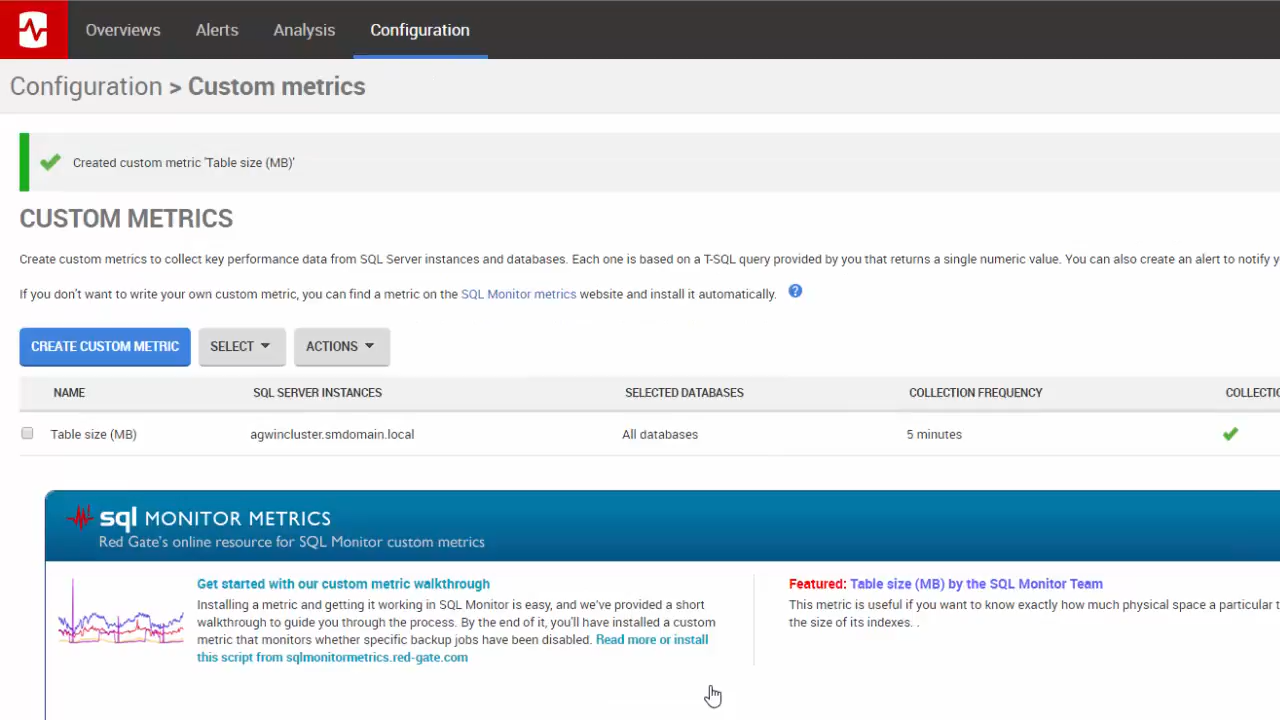 Overviews Alerts Analysis Configuration
Configuration > Custom metrics
Created custom metric 'Table size (MB)'
CUSTOM METRICS
Create custom metrics to collect key performance data from SQL Server instances and databases. Each one is based on a T-SQL query provided by you that returns a single numeric value. You can also create an alert to notify y
If you don't want to write your own custom metric, you can find a metric on the SQL Monitor metrics website and install it automatically. ?
CREATE CUSTOM METRIC SELECT ACTIONS
NAME SQL SERVER INSTANCES SELECTED DATABASES COLLECTION FREQUENCY COLLECTIO
Table size (MB) agwincluster.smdomain.local All databases 5 minutes
sql MONITOR METRICS
Red Gate's online resource for SQL Monitor custom metrics
Get started with our custom metric walkthrough
Installing a metric and getting it working in SQL Monitor is easy, and we've provided a short
walkthrough to guide you through the process. By the end of it, you'll have installed a custom
metric that monitors whether specific backup jobs have been disabled. Read more or install
this script from sqlmonitormetrics.red-gate.com
Featured: Table size (MB) by the SQL Monitor Team
This metric is useful if you want to know exactly how much physical space a particular t
the size of its indexes. .